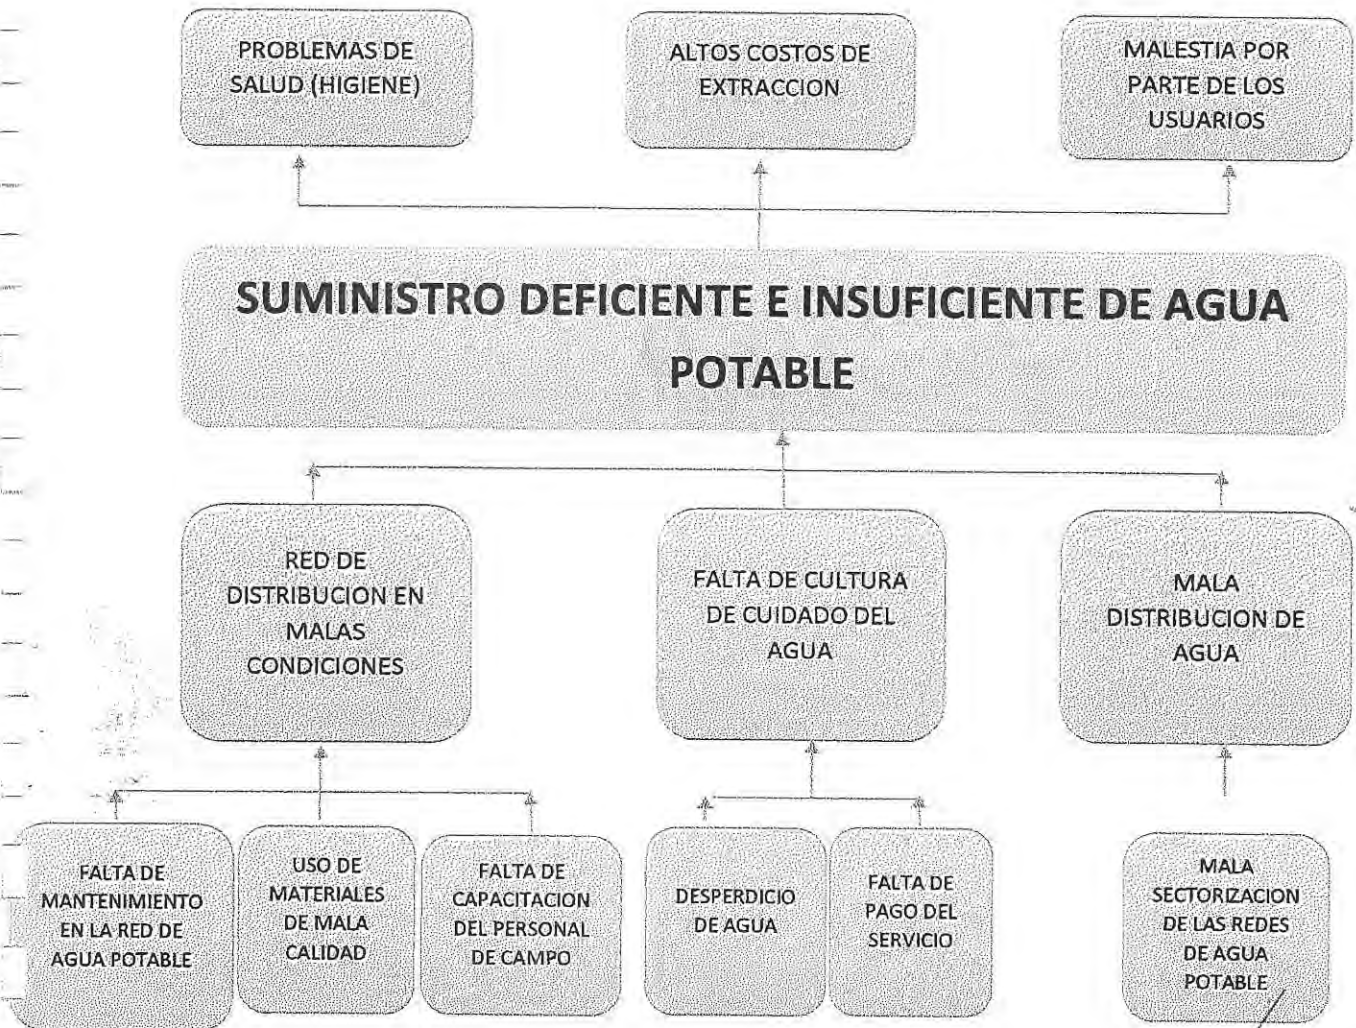 PROBLEMAS DE
SALUD (HIGIENE)
ALTOS COSTOS DE
EXTRACCION
MALESTIA POR
PARTE DE LOS
USUARIOS
SUMINISTRO DEFICIENTE E INSUFICIENTE DE AGUA
POTABLE
RED DE
DISTRIBUCION EN
MALAS
CONDICIONES
FALTA DE CULTURA
DE CUIDADO DEL
AGUA
MALA
DISTRIBUCION DE
AGUA
FALTA DE
MANTENIMIENTO
EN LA RED DE
AGUA POTABLE
USO DE
MATERIALES
DE MALA
CALIDAD
FALTA DE
CAPACITACION
DEL PERSONAL
DE CAMPO
DESPERDICIO
DE AGUA
FALTA DE
PAGO DEL
SERVICIO
MALA
SECTORIZACION
DE LAS REDES
DE AGUA
POTABLE